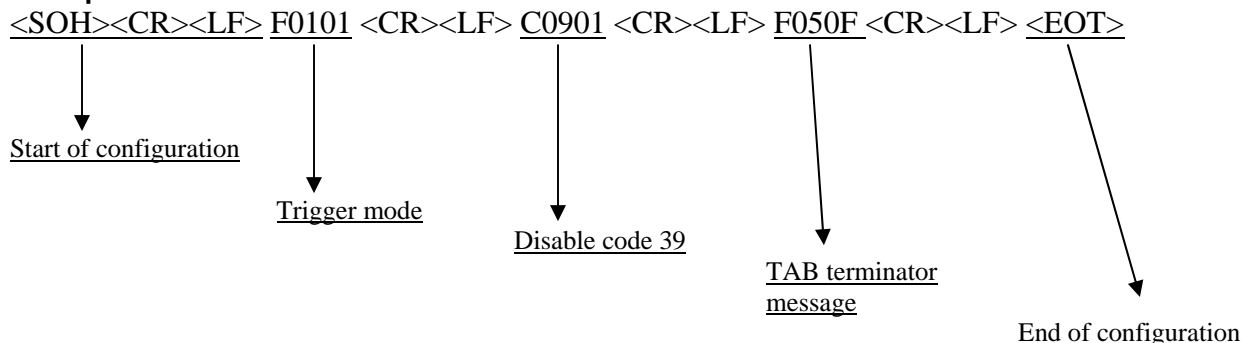 <SOH><CR><LF> F0101 <CR><LF> C0901 <CR><LF> F050F <CR><LF> <EOT>
Start of configuration
Trigger mode
Disable code 39
TAB terminator
message
End of configuration